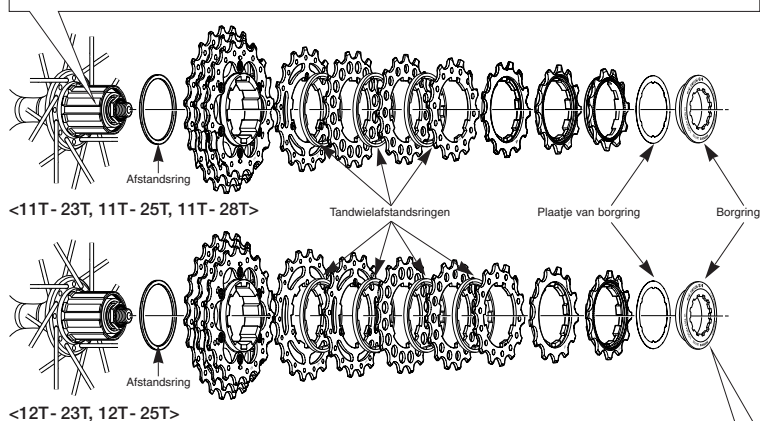 Afstandsring
<11T - 23T, 11T - 25T, 11T - 28T>
Tandwielafstandsringen
Plaatje van borgring
Borgring
Afstandsring
<12T - 23T, 12T - 25T>